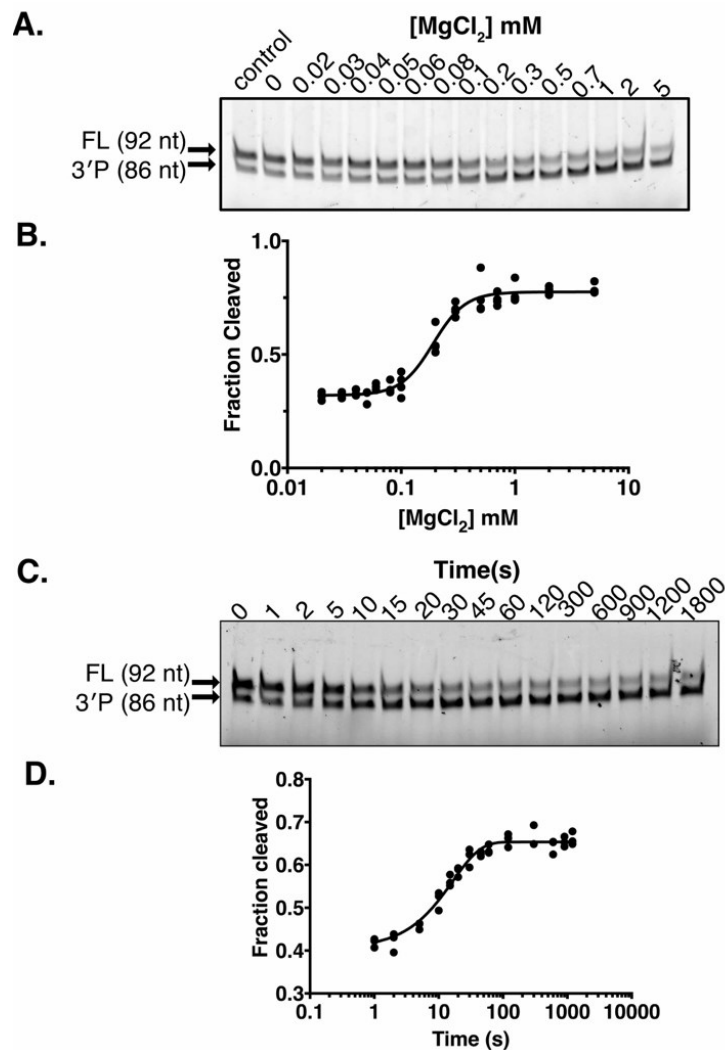 A.
[MgCl2] mM
control 0 0.02 0.03 0.04 0.05 0.06 0.08 0.1 0.2 0.3 0.5 0.7 1 2 5
FL (92 nt)
3′P (86 nt)
B.
1.0
0.5
0.0
Fraction Cleaved
0.01 0.1 1 10
[MgCl2] mM
C.
Time(s)
0 1 2 5 10 15 20 30 45 60 120 300 600 900 1200 1800
FL (92 nt)
3′P (86 nt)
D.
0.8
0.7
0.6
0.5
0.4
0.3
Fraction cleaved
0.1 1 10 100 1000 10000
Time (s)